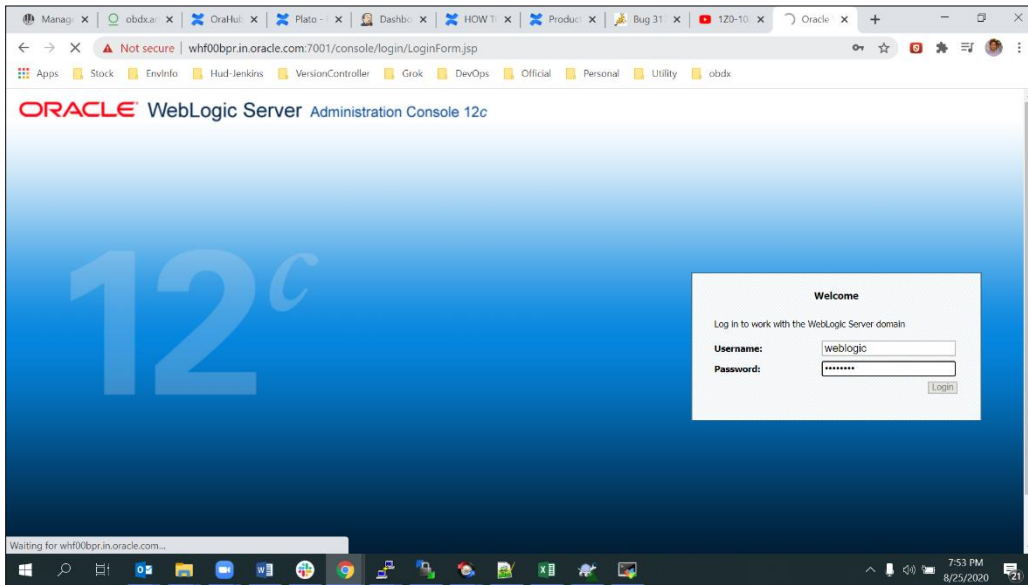 Manag
obdx.a
OraHub
Plato -
Dashbo
HOW T
Product
Bug 31
1Z0-10
Oracle
Not secure | whf00bpr.in.oracle.com:7001/console/login/LoginForm.jsp
Apps Stock EnvInfo Hud-Jenkins VersionController Grok DevOps Official Personal Utility obdx
ORACLE WebLogic Server Administration Console 12c
12c
Welcome
Log in to work with the WebLogic Server domain
Username: weblogic
Password: ••••••••
Login
Waiting for whf00bpr.in.oracle.com...
7:53 PM
8/25/2020
21